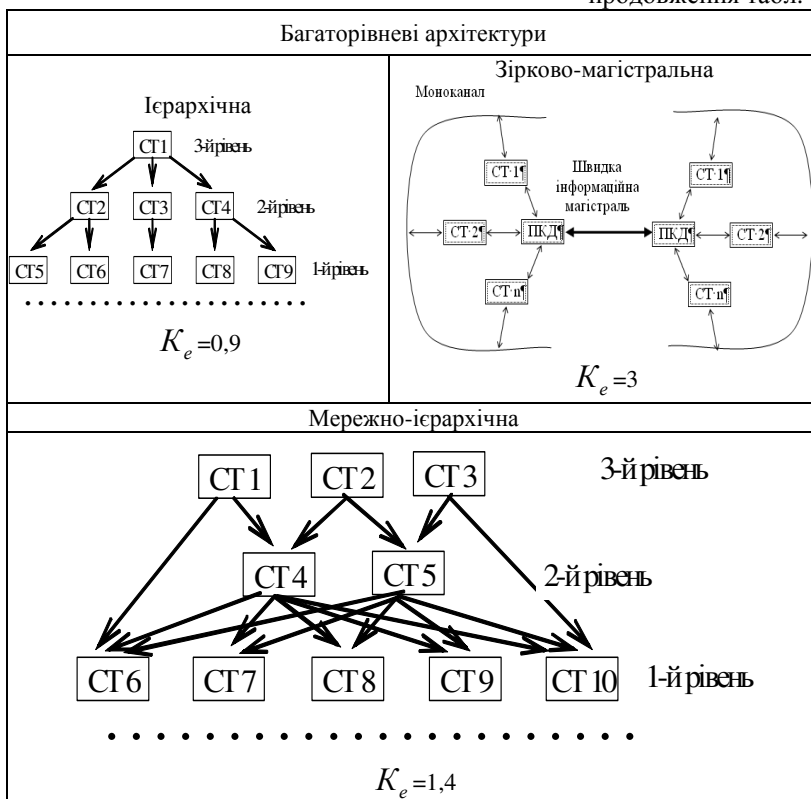 продовження табл.
Багаторівневі архітектури
Ієрархічна
СТ1 3-й рівень
СТ2 СТ3 СТ4 2-й рівень
СТ5 СТ6 СТ7 СТ8 СТ9 1-й рівень
K_e =0,9
Зірково-магістральна
Моноканал
СТ·1¶ СТ·1¶
Швидка
інформаційна
магістраль
СТ·2¶ ПКД¶ ПКД¶ СТ·2¶
СТ·n¶ СТ·n¶
K_e =3
Мережно-ієрархічна
СТ1 СТ2 СТ3 3-й рівень
СТ4 СТ5 2-й рівень
СТ6 СТ7 СТ8 СТ9 СТ10 1-й рівень
K_e =1,4